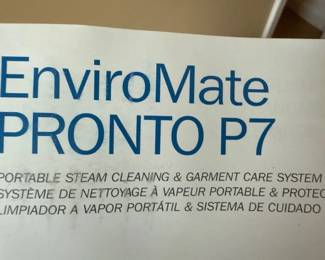 EnviroMate
PRONTO P7
PORTABLE STEAM CLEANING & GARMENT CARE SYSTEM
SYSTÈME DE NETTOYAGE À VAPEUR PORTABLE & PROTEC
LIMPIADOR A VAPOR PORTÁTIL & SISTEMA DE CUIDADO